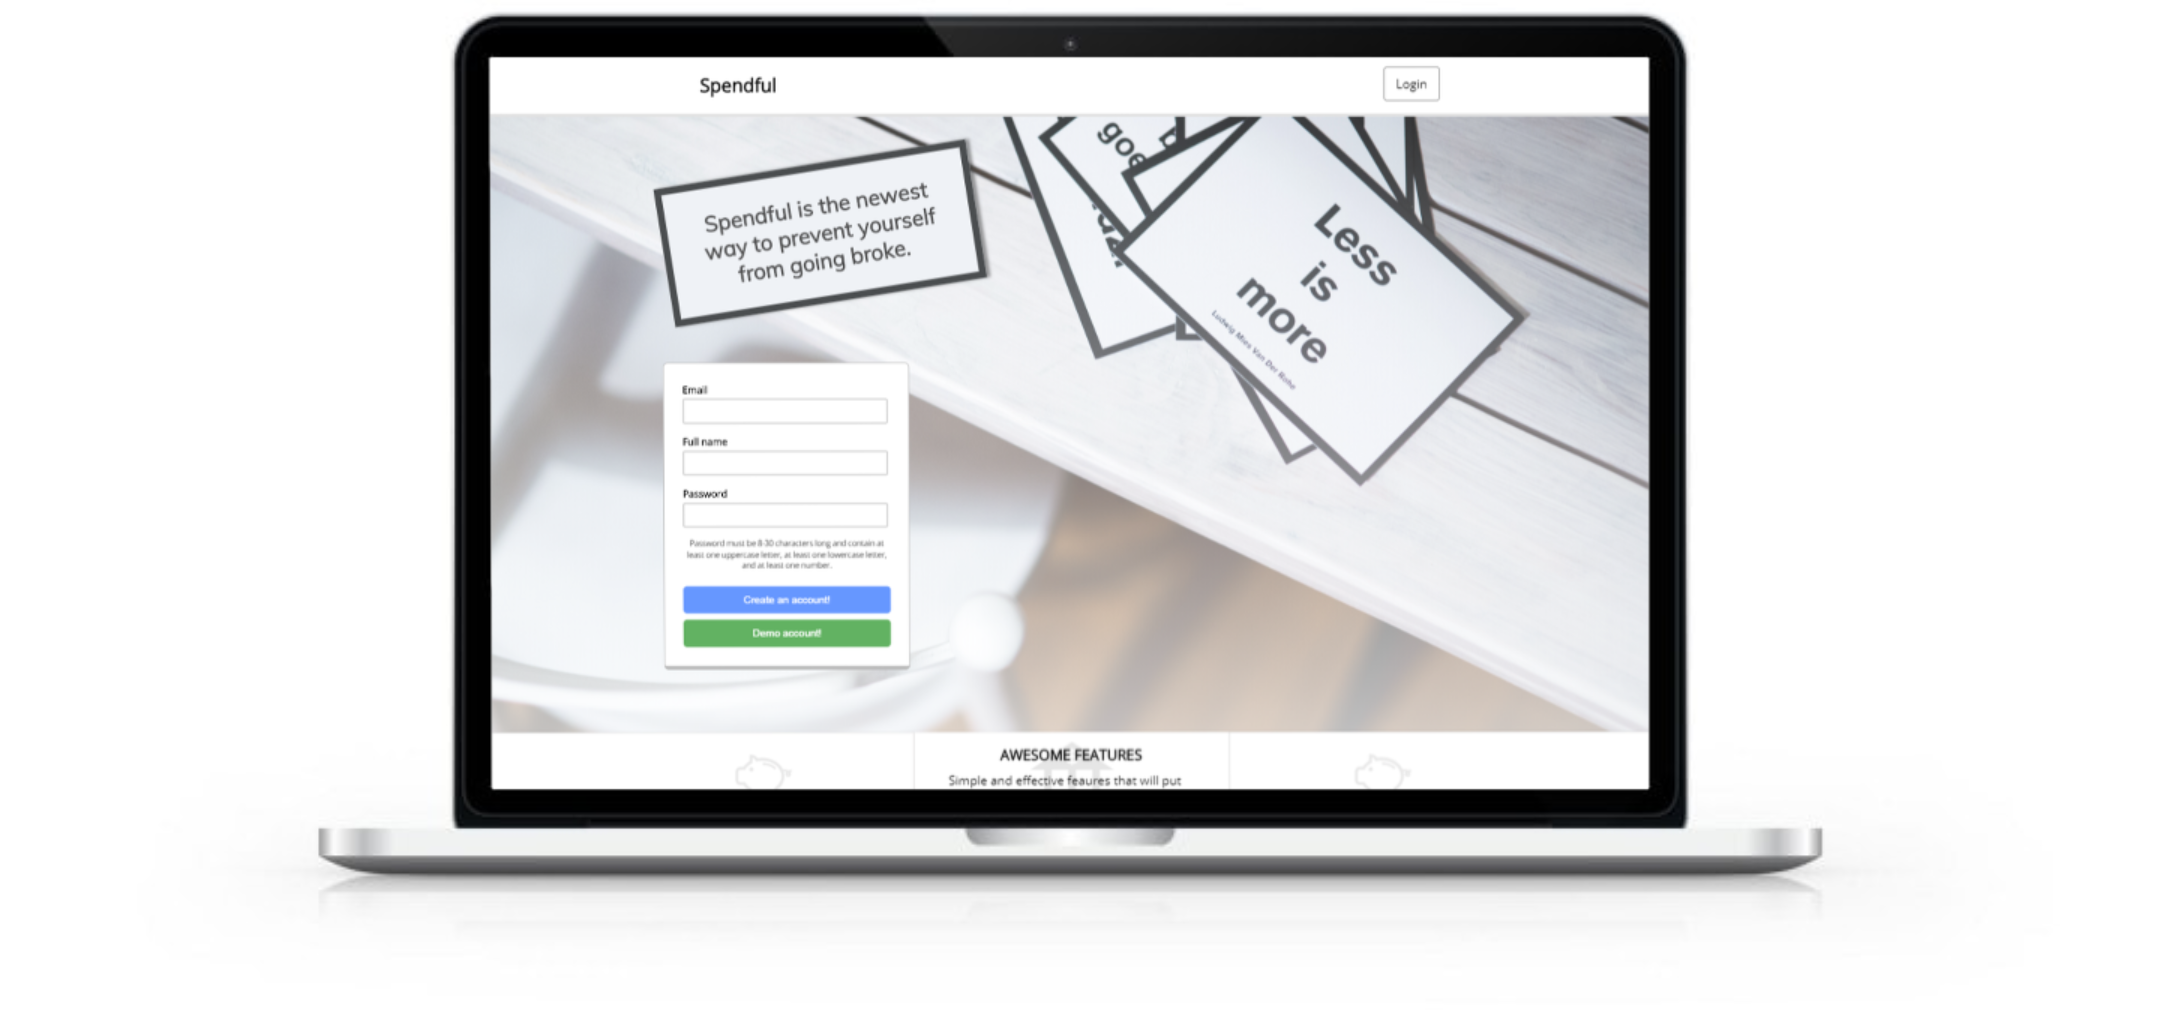 Spendful
Login
Spendful is the newest
way to prevent yourself
from going broke.
goe
b
Less
is
more
Ludwig Mies Van Der Rohe
Email
Full name
Password
Password must be 8-30 characters long and contain at
least one uppercase letter, at least one lowercase letter,
and at least one number.
Create an account!
Demo account!
AWESOME FEATURES
Simple and effective feaures that will put